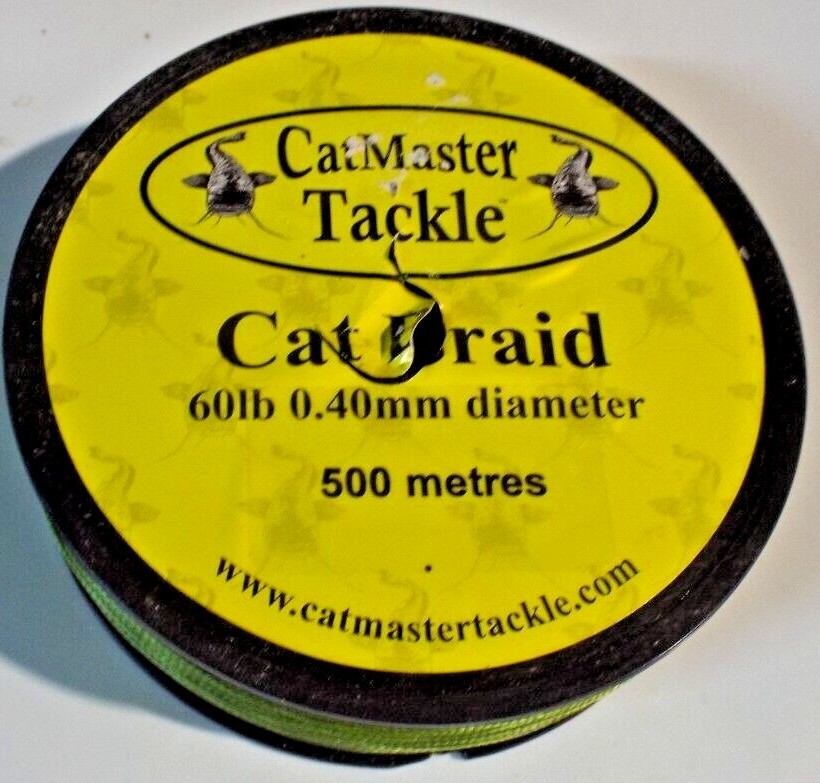 CatMaster
Tackle
Cat Braid
60lb 0.40mm diameter
500 metres
www.catmastertackle.com